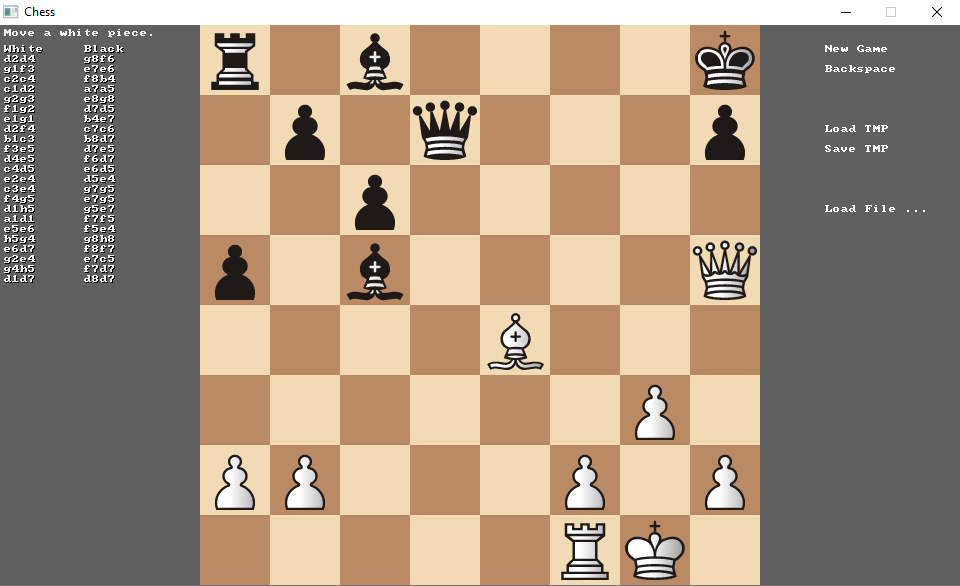 Chess
Move a white piece.
White Black
d2d4 g8f6
g1f3 e7e6
c2c4 f8b4
c1d2 a7a5
g2g3 e8g8
f1g2 d7d5
e1g1 b4e7
d2f4 c7c6
b1c3 b8d7
f3e5 d7e5
d4e5 f6d7
c4d5 e6d5
e2e4 d5e4
c3e4 g7g5
f4g5 e7g5
d1h5 g5e7
a1d1 f7f5
e5e6 f5e4
h5g4 g8h8
e6d7 f8f7
g2e4 e7c5
g4h5 f7d7
d1d7 d8d7
New Game
Backspace
Load TMP
Save TMP
Load File ...